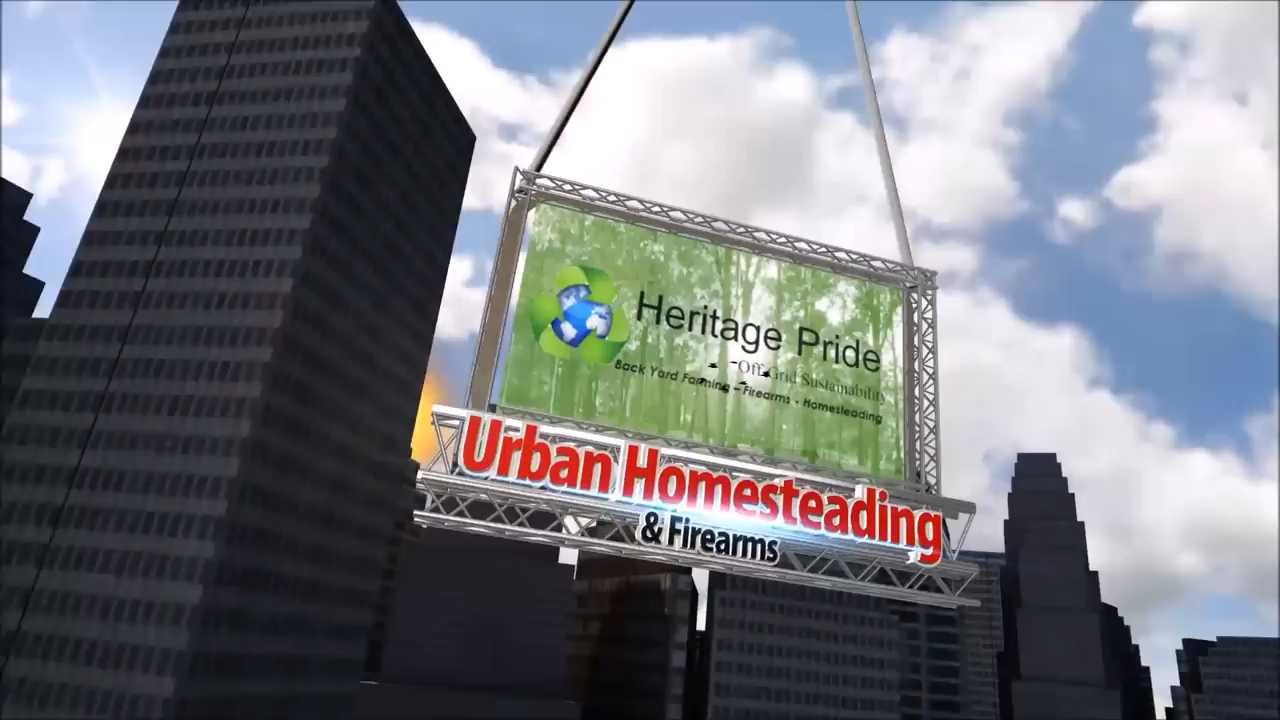 Heritage Pride
Off Grid Sustainability
Back Yard Farming – Firearms - Homesteading
Urban Homesteading
& Firearms